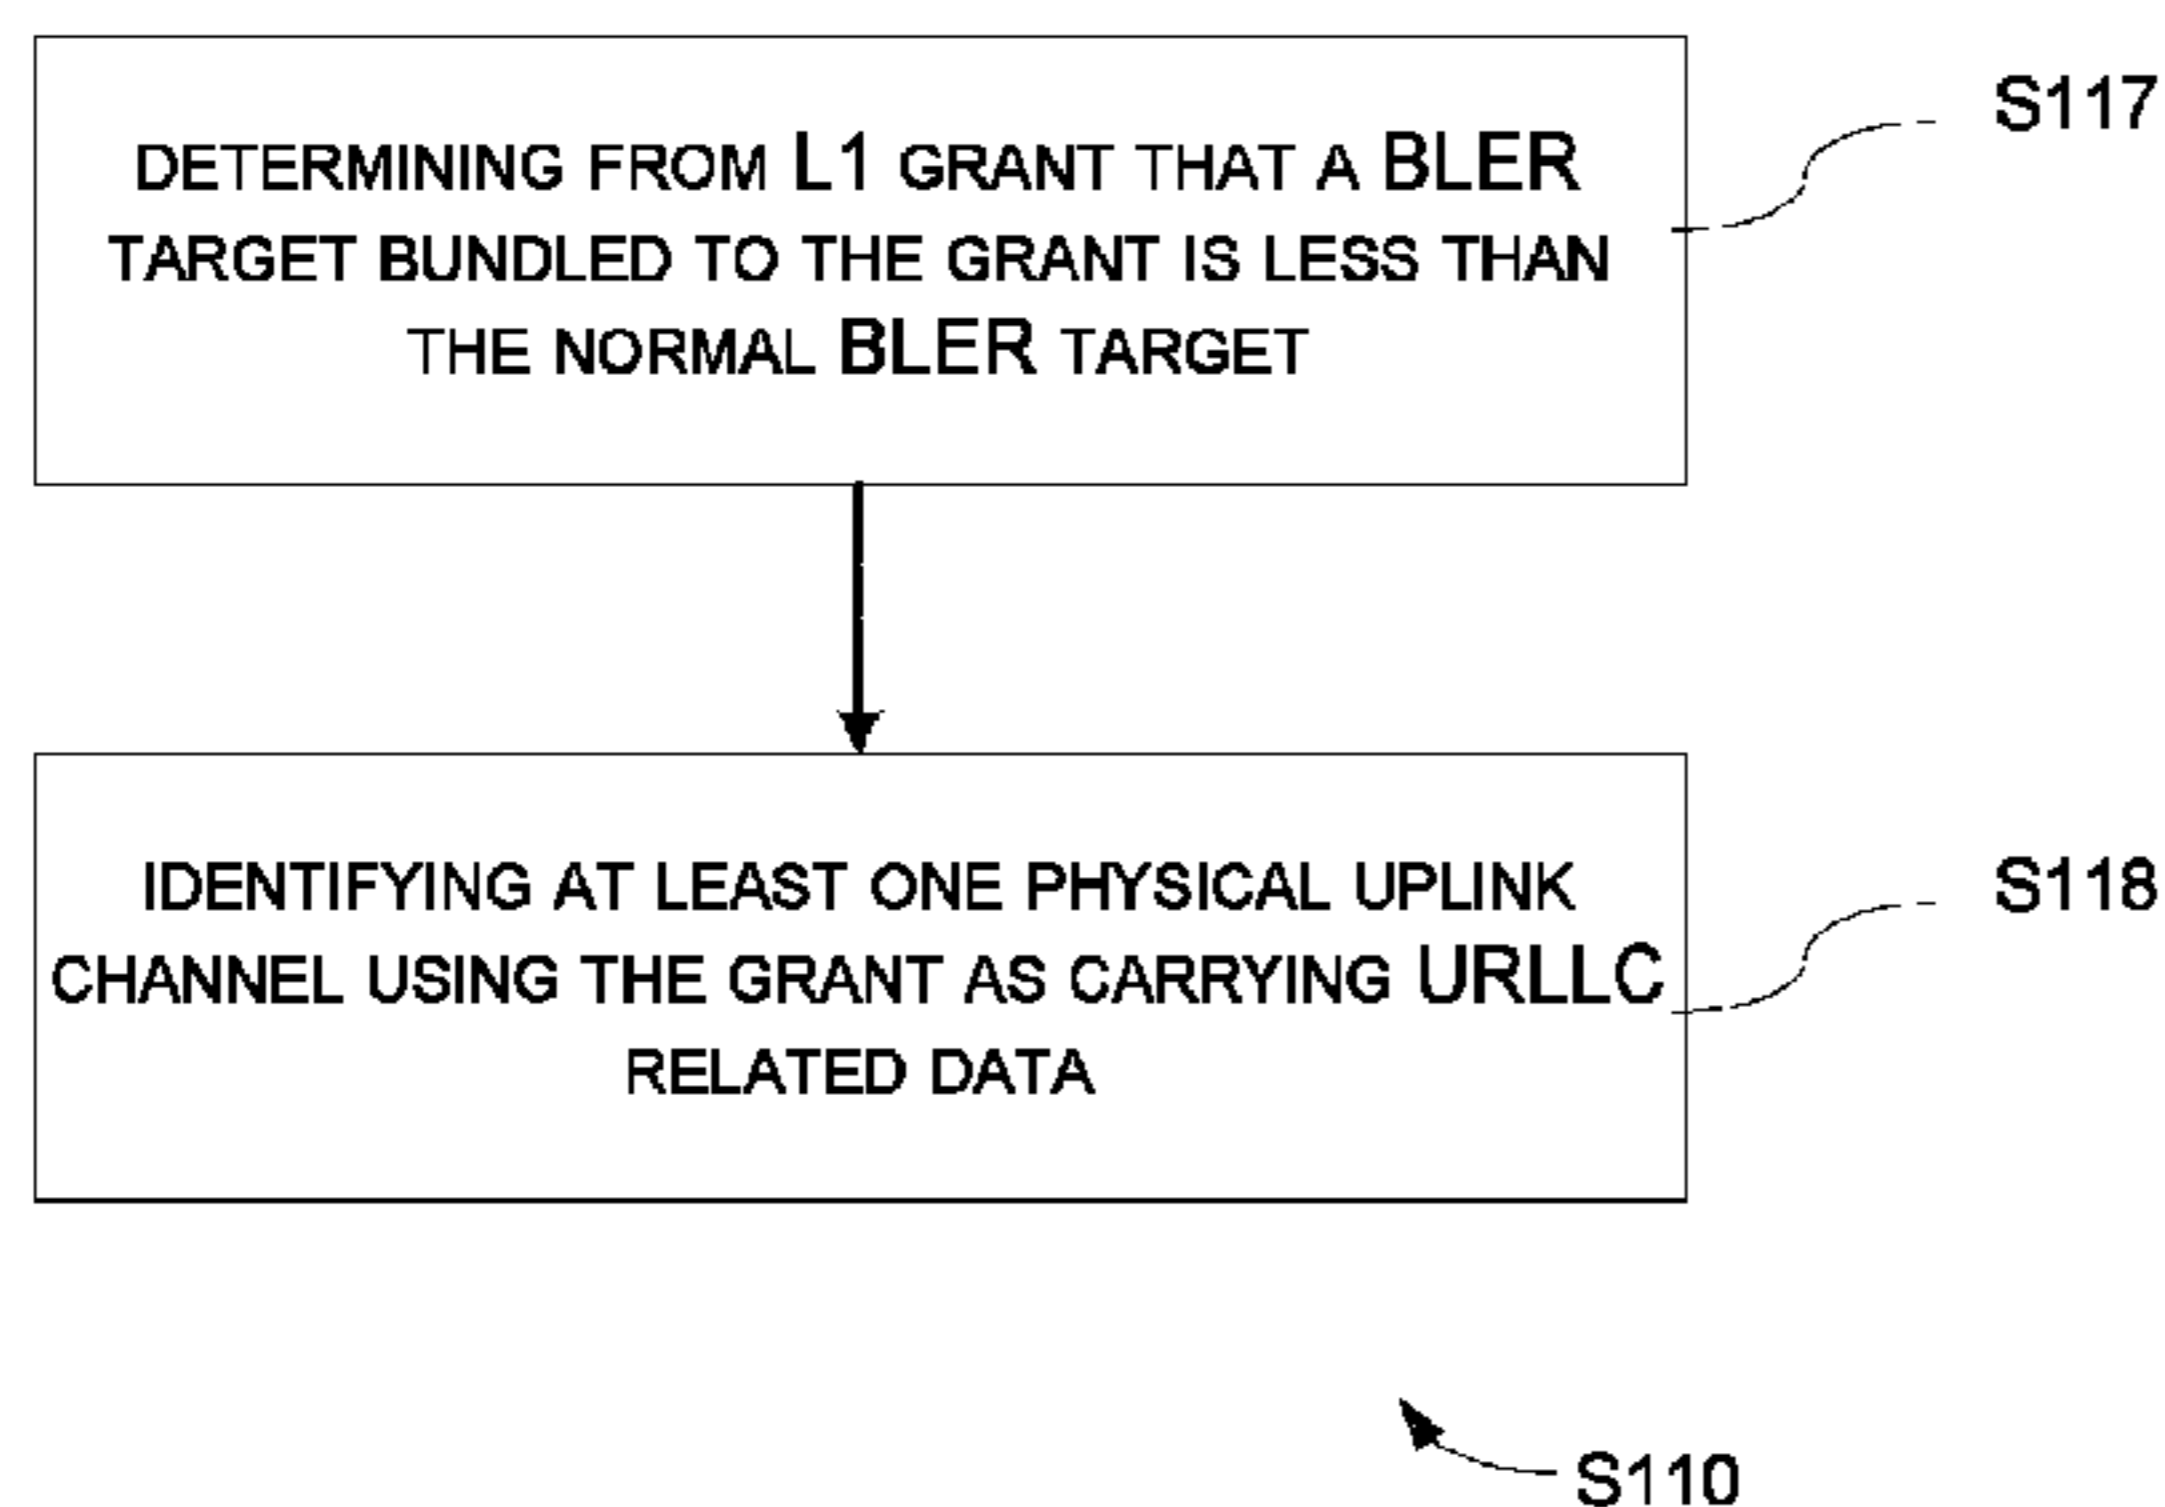 DETERMINING FROM L1 GRANT THAT A BLER
TARGET BUNDLED TO THE GRANT IS LESS THAN
THE NORMAL BLER TARGET
S117
IDENTIFYING AT LEAST ONE PHYSICAL UPLINK
CHANNEL USING THE GRANT AS CARRYING URLLC
RELATED DATA
S118
S110